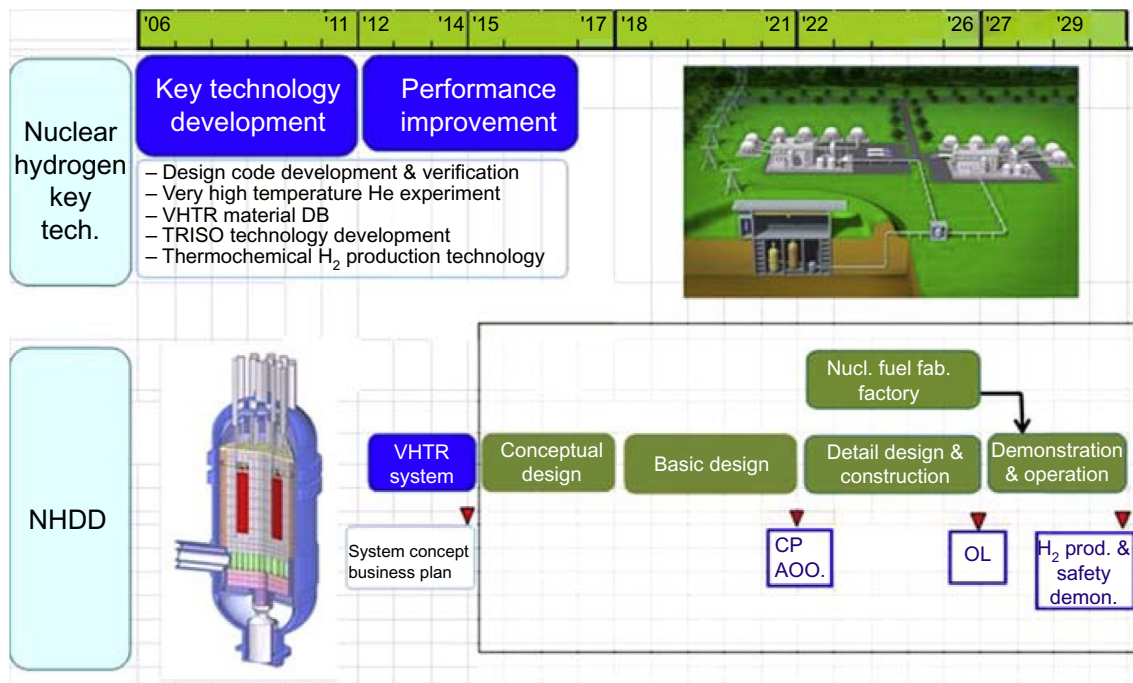 '06 '11 '12 '14 '15 '17 '18 '21 '22 '26 '27 '29
Nuclear
hydrogen
key
tech.
Key technology
development
Performance
improvement
– Design code development & verification
– Very high temperature He experiment
– VHTR material DB
– TRISO technology development
– Thermochemical H₂ production technology
NHDD
VHTR
system
System concept
business plan
Conceptual
design
Basic design
Nucl. fuel fab.
factory
Detail design &
construction
Demonstration
& operation
CP
AOO.
OL
H₂ prod. &
safety
demon.